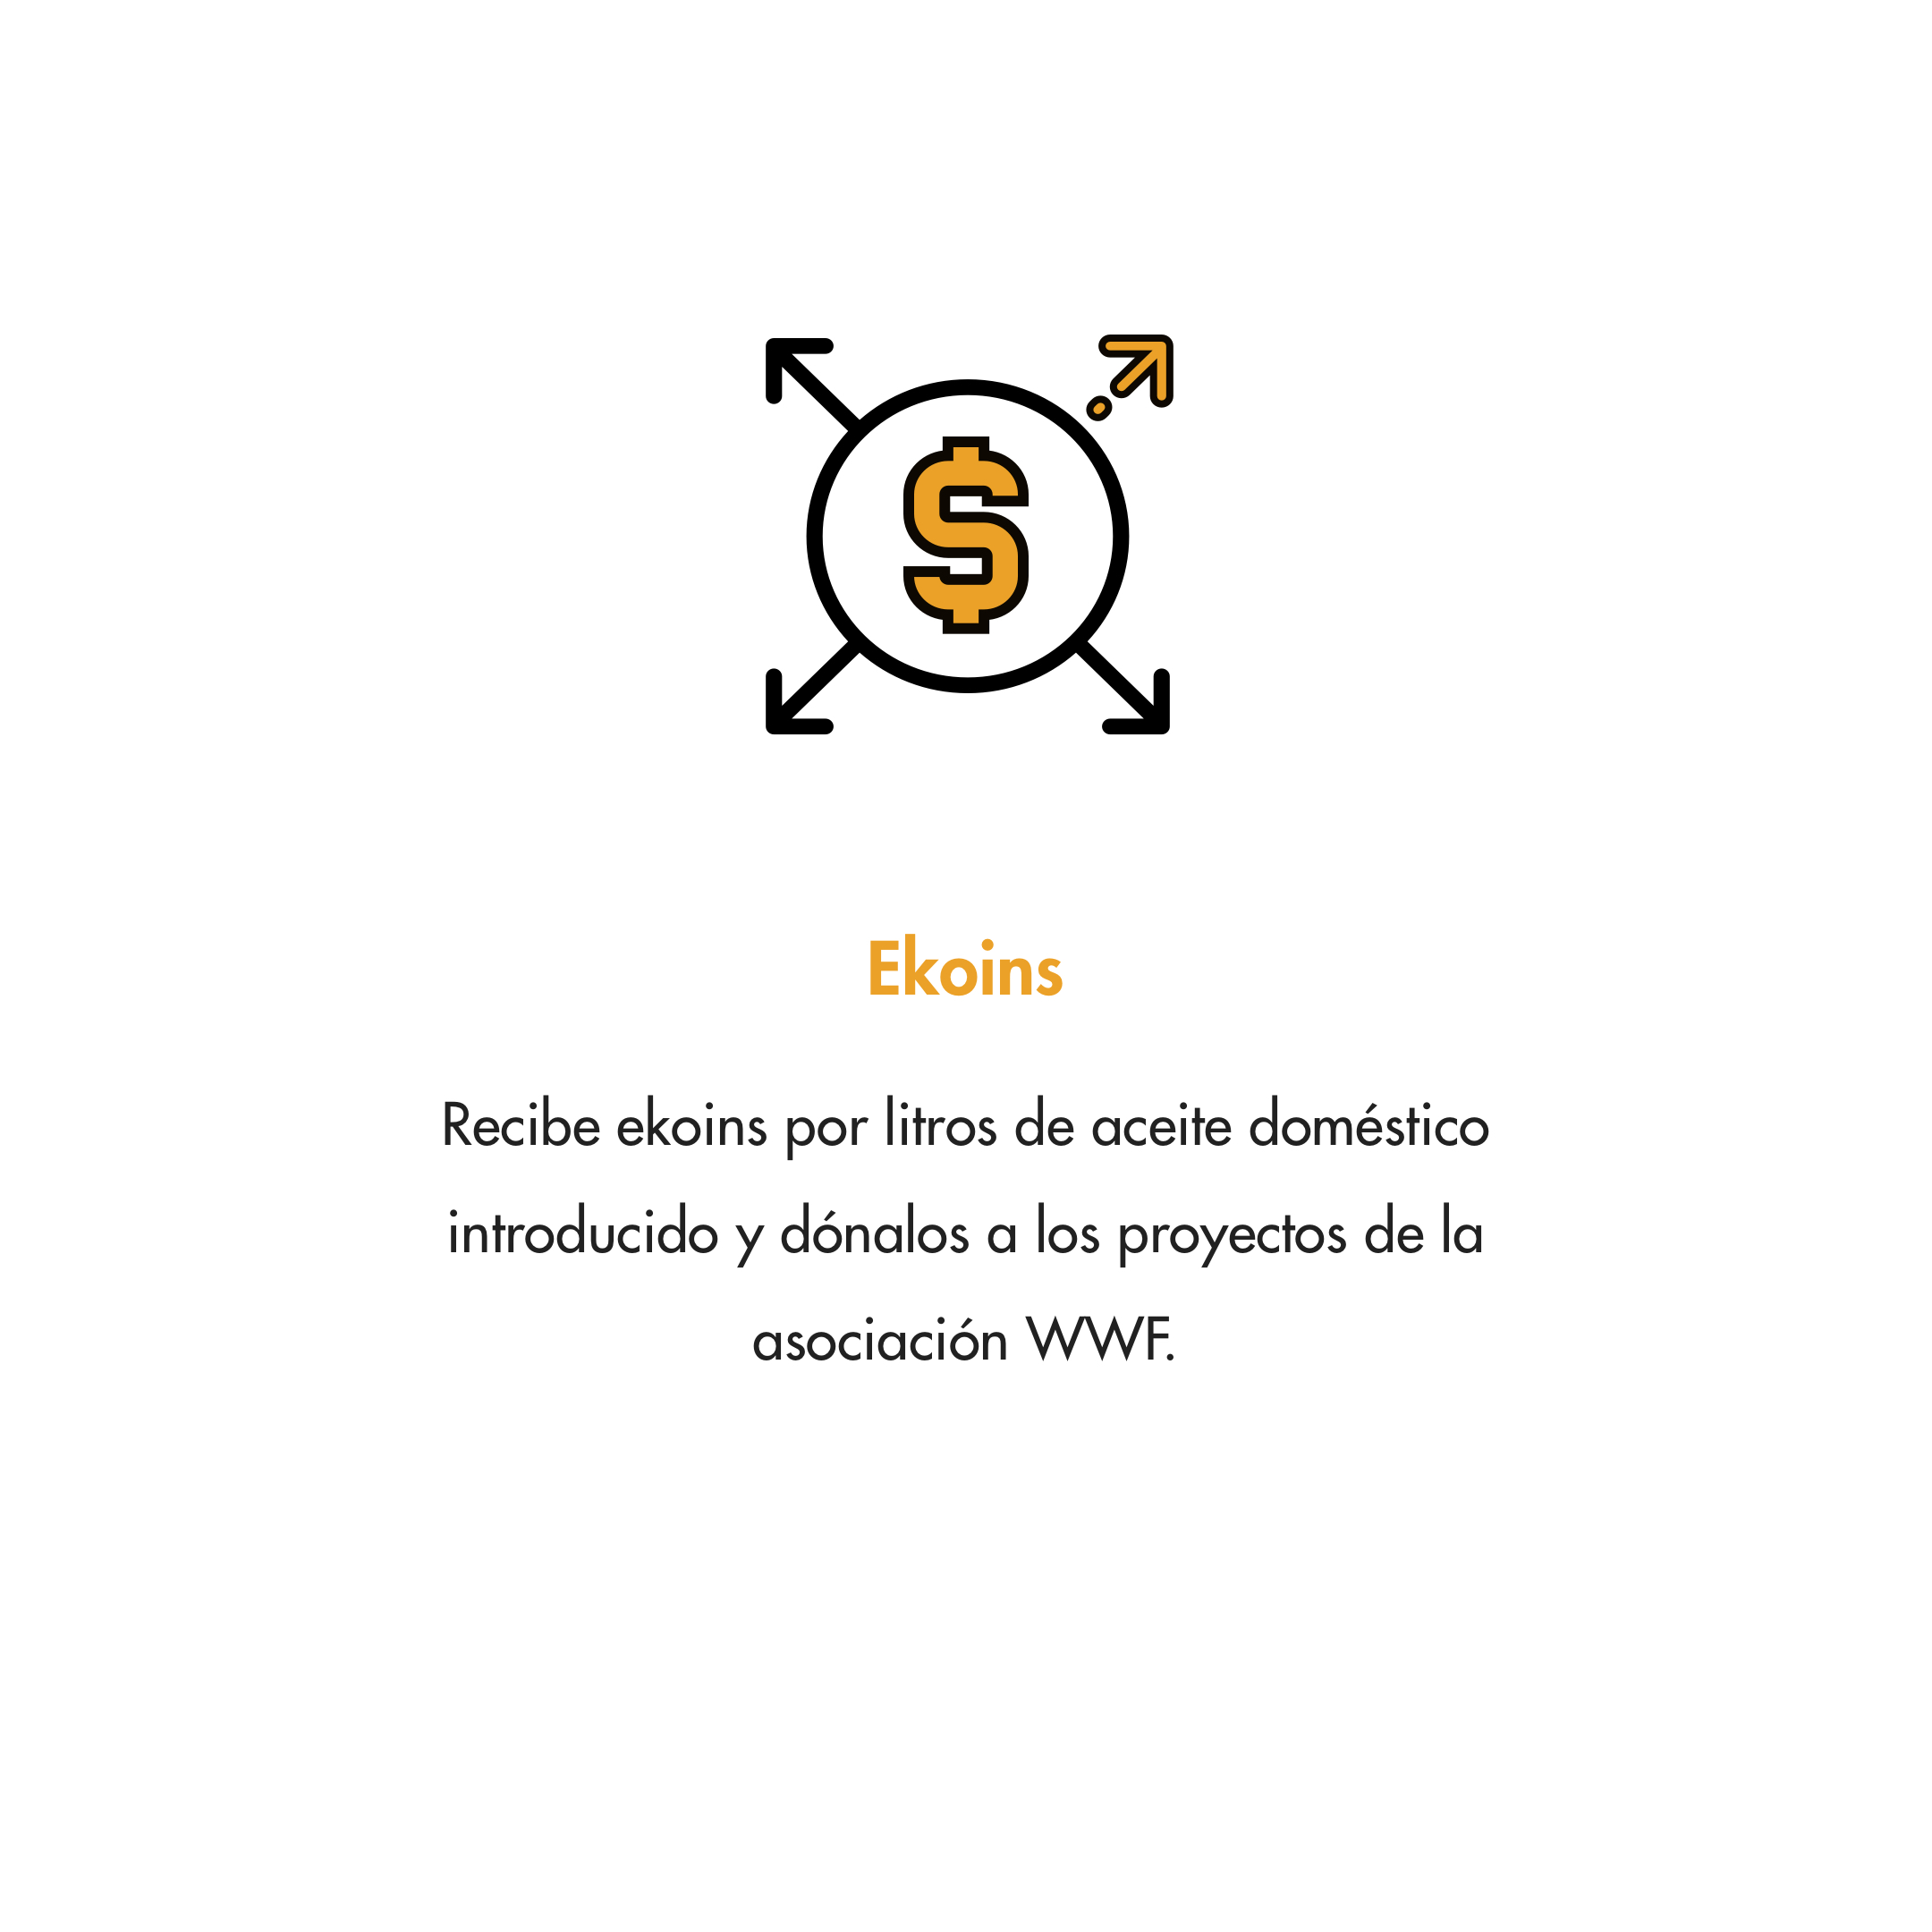 $
Ekoins
Recibe ekoins por litros de aceite doméstico
introducido y dónalos a los proyectos de la
asociación WWF.